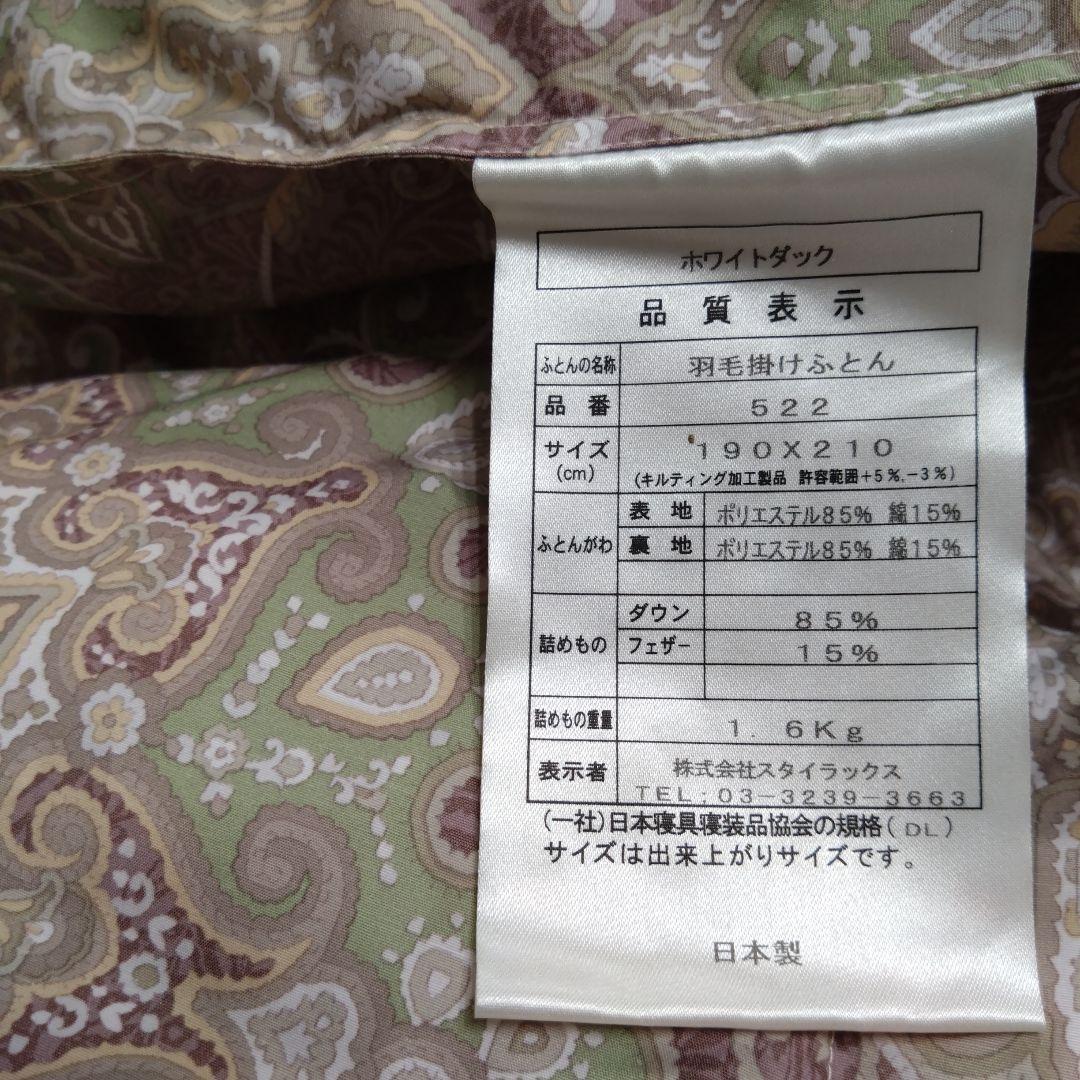 ホワイトダック
品質表示
ふとんの名称 羽毛掛けふとん
品番 522
サイズ(cm) 190X210
(キルティング加工製品 許容範囲+5%,-3%)
ふとんがわ 表地 ポリエステル85% 綿15%
裏地 ポリエステル85% 綿15%
詰めもの ダウン 85%
フェザー 15%
詰めもの重量 1.6Kg
表示者 株式会社スタイラックス
TEL:03-3239-3663
(一社)日本寝具寝装品協会の規格(DL)
サイズは出来上がりサイズです。
日本製